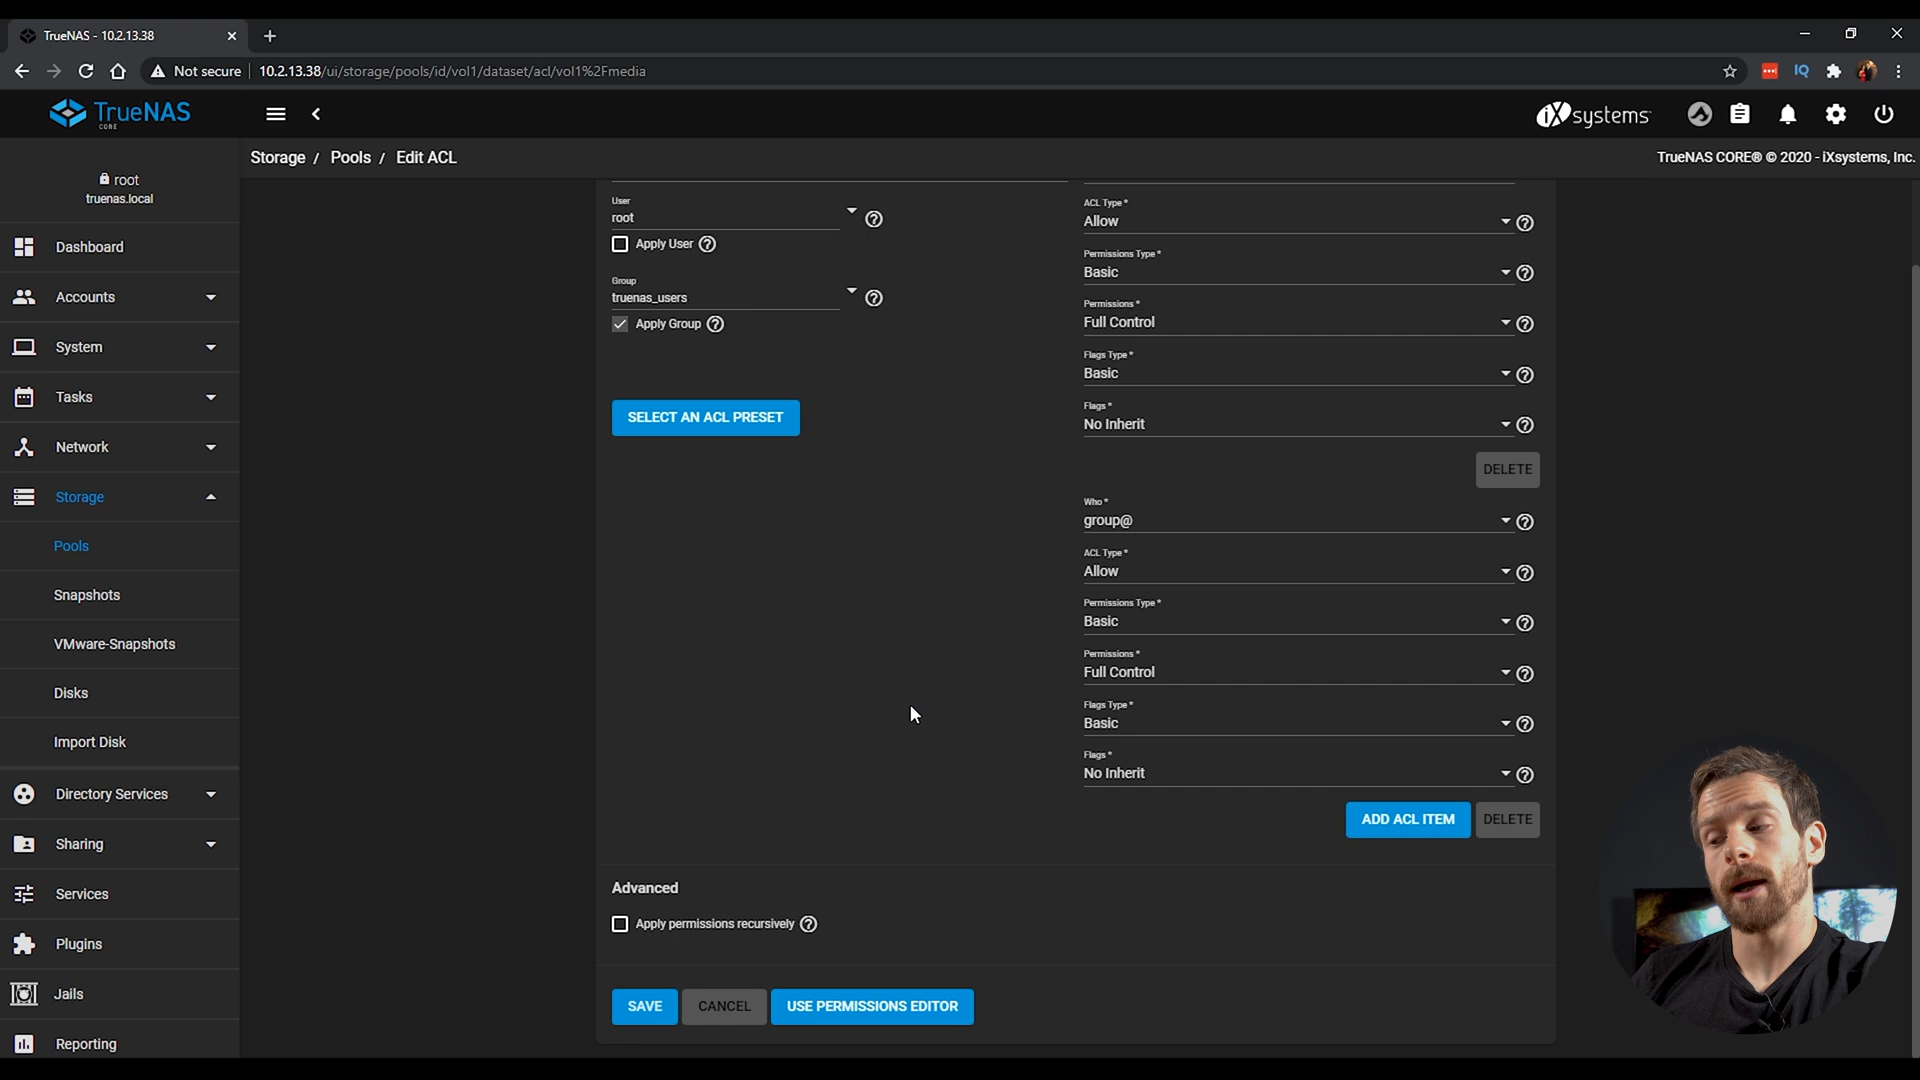 TrueNAS - 10.2.13.38
Not secure
10.2.13.38/ui/storage/pools/id/vol1/dataset/acl/vol1%2Fmedia
IQ
TrueNAS
CORE
iXsystems
Storage / Pools / Edit ACL
TrueNAS CORE® © 2020 - iXsystems, Inc.
root
truenas.local
Dashboard
Accounts
System
Tasks
Network
Storage
Pools
Snapshots
VMware-Snapshots
Disks
Import Disk
Directory Services
Sharing
Services
Plugins
Jails
Reporting
User
root
Apply User
Group
truenas_users
Apply Group
SELECT AN ACL PRESET
ACL Type *
Allow
Permissions Type *
Basic
Permissions *
Full Control
Flags Type *
Basic
Flags *
No Inherit
DELETE
Who *
group@
ACL Type *
Allow
Permissions Type *
Basic
Permissions *
Full Control
Flags Type *
Basic
Flags *
No Inherit
ADD ACL ITEM
DELETE
Advanced
Apply permissions recursively
SAVE
CANCEL
USE PERMISSIONS EDITOR